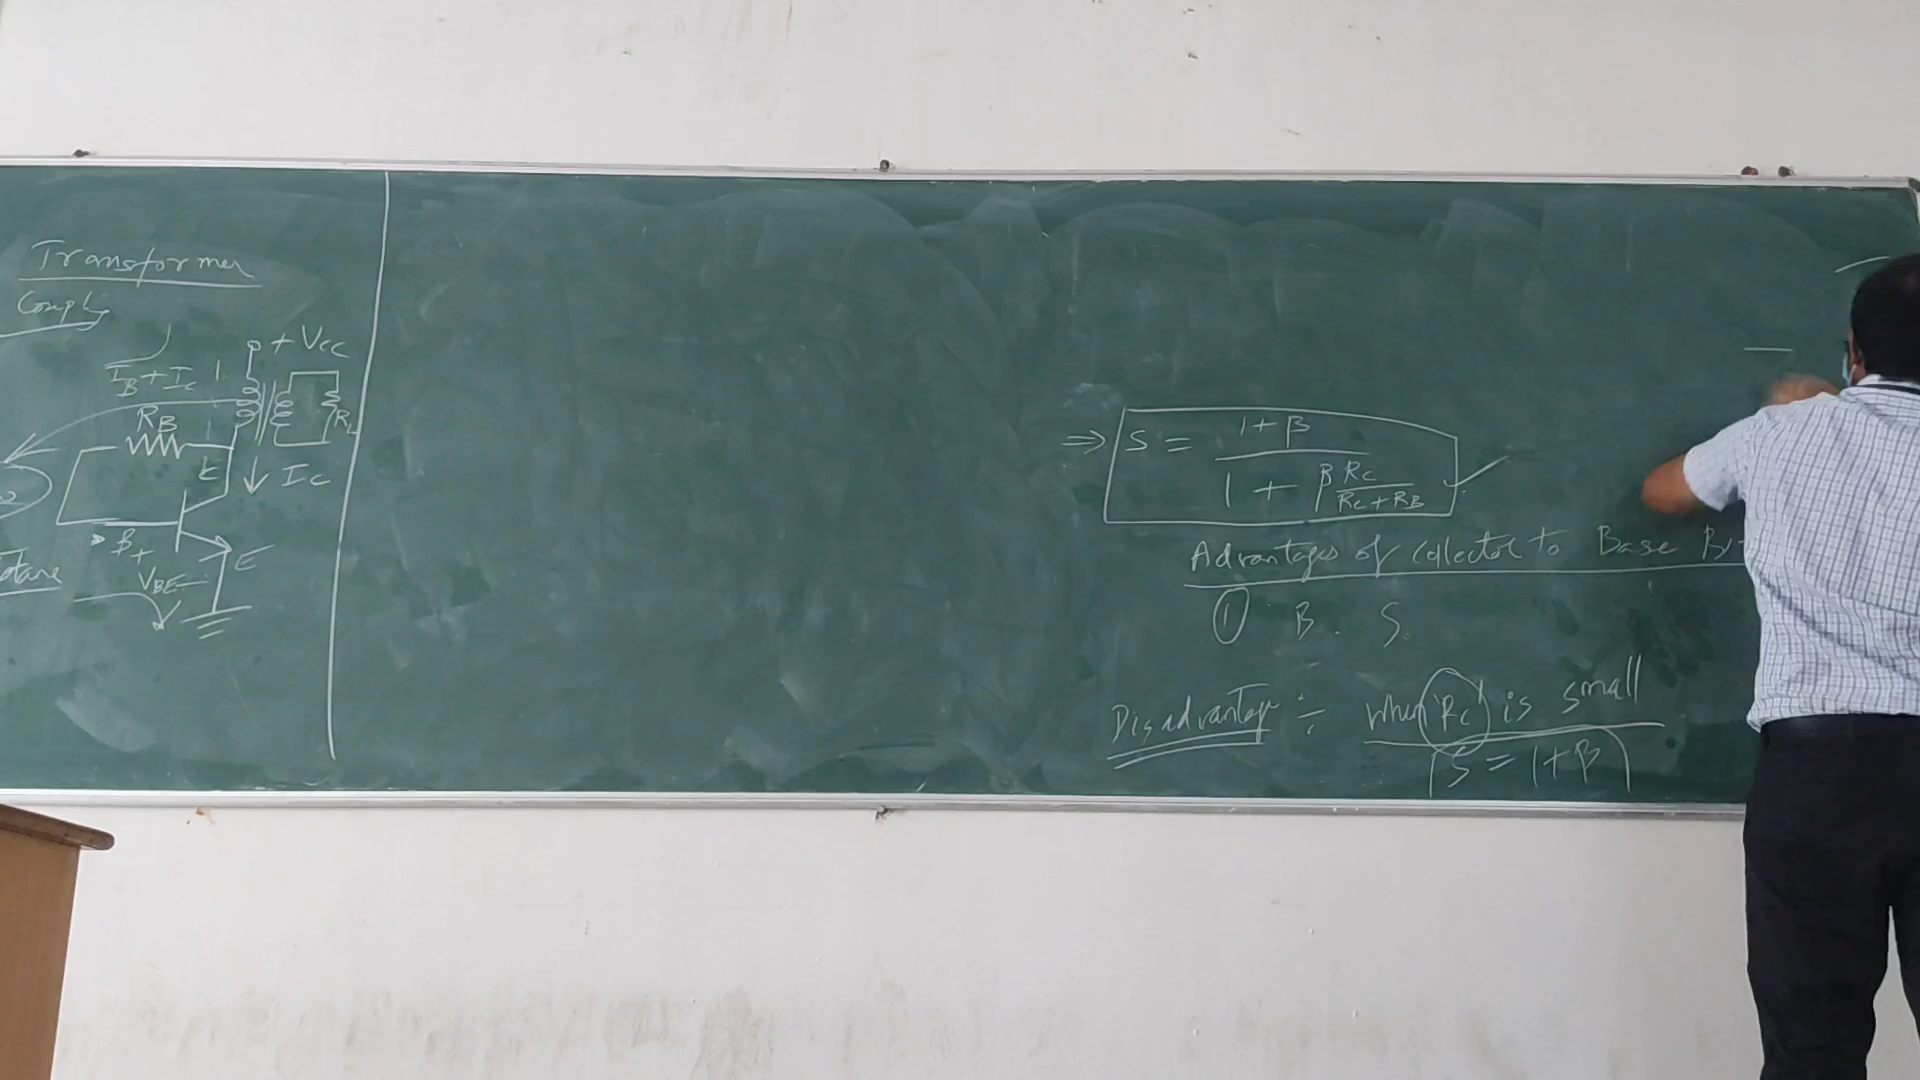 Transformer
Coupling
+ Vcc
IB + Ic
RB
RL
C
Ic
B
+
VBE -
E
⇒ S = (1 + β) / (1 + β Rc / (Rc + RB))
Advantages of collector to Base
① B. S.
Disadvantage ÷ when 'Rc' is small
S = 1 + β